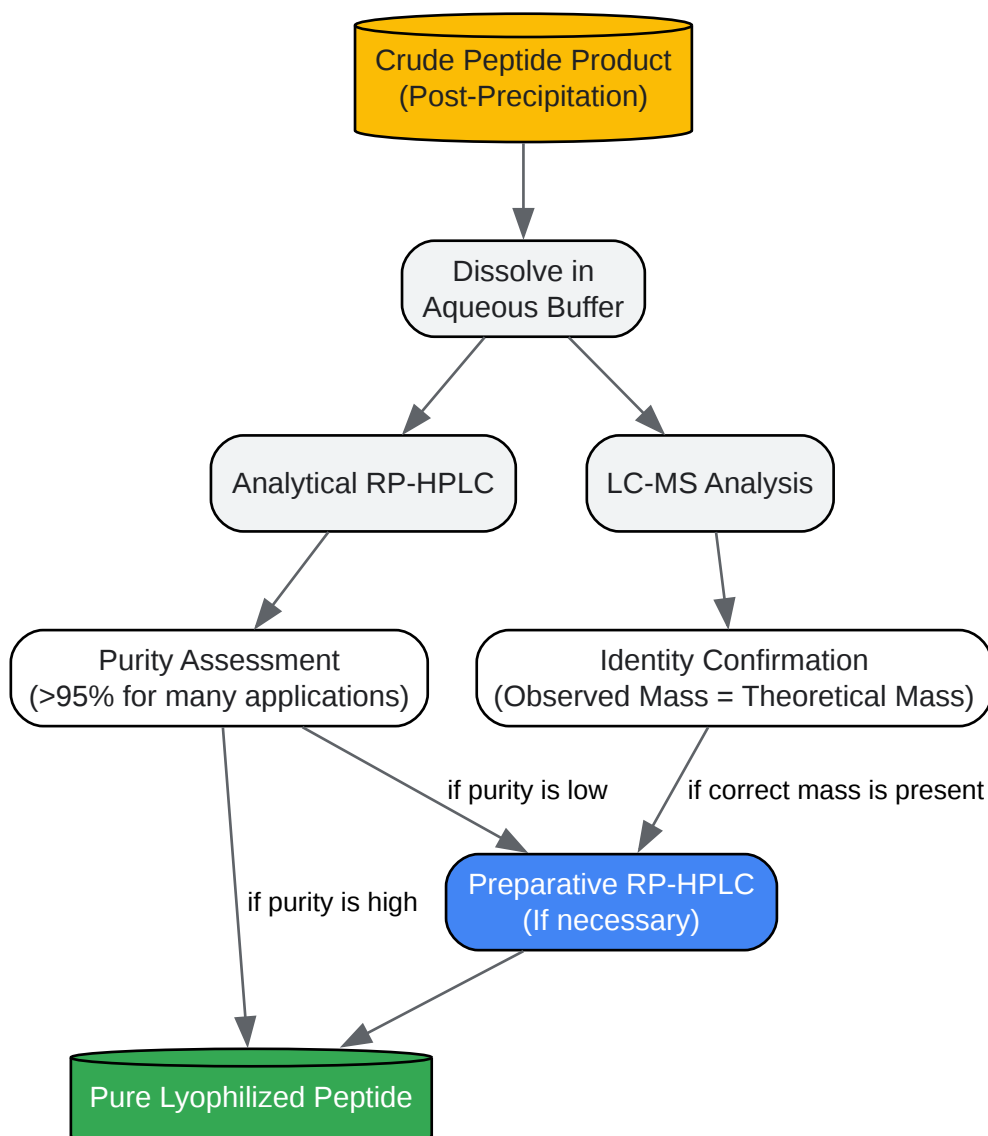 Crude Peptide Product
(Post-Precipitation)
Dissolve in
Aqueous Buffer
Analytical RP-HPLC
LC-MS Analysis
Purity Assessment
(>95% for many applications)
Identity Confirmation
(Observed Mass = Theoretical Mass)
if purity is low
if correct mass is present
Preparative RP-HPLC
(If necessary)
if purity is high
Pure Lyophilized Peptide